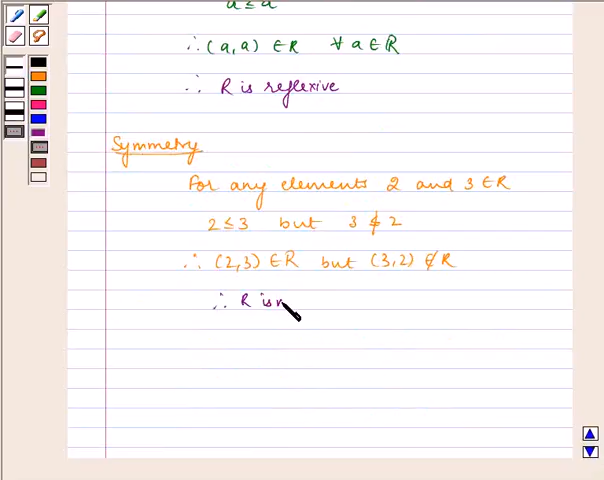 a ≤ a
∴ (a, a) ∈ R ∀ a ∈ R
∴ R is reflexive
Symmetry
For any elements 2 and 3 ∈ R
2 ≤ 3 but 3 ≰ 2
∴ (2,3) ∈ R but (3,2) ∉ R
∴ R is n